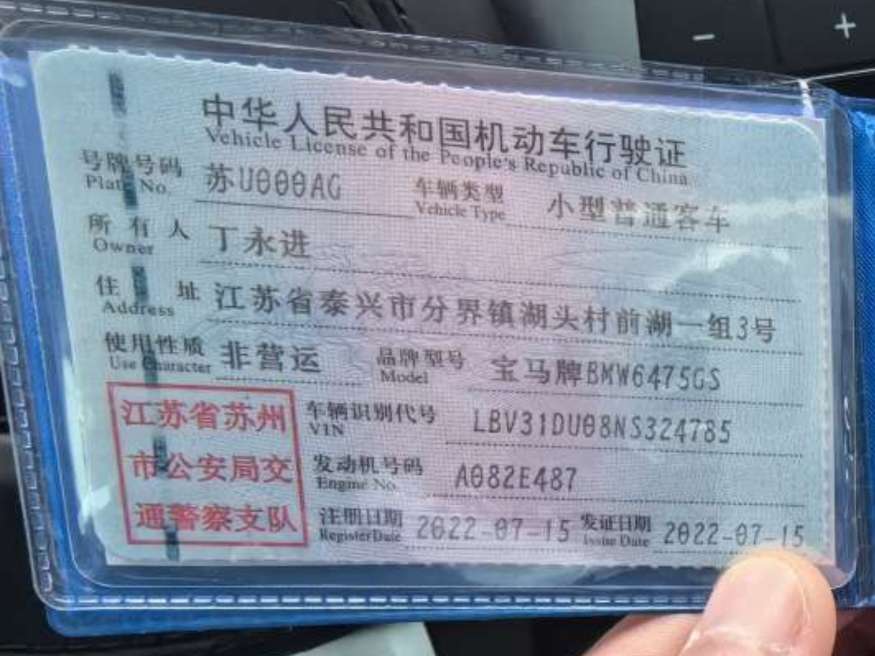 中华人民共和国机动车行驶证
Vehicle License of the People's Republic of China
号牌号码 苏U000AG 车辆类型 小型普通客车
Plate No. Vehicle Type
所有人 丁永进
Owner
住址 江苏省泰兴市分界镇湖头村前湖一组3号
Address
使用性质 非营运 品牌型号 宝马牌BMW6475GS
Use Character Model
江苏省苏州 车辆识别代号 LBV31DU08NS324785
VIN
市公安局交 发动机号码 A082E487
Engine No.
通警察支队 注册日期 2022-07-15 发证日期 2022-07-15
Register Date Issue Date
- +